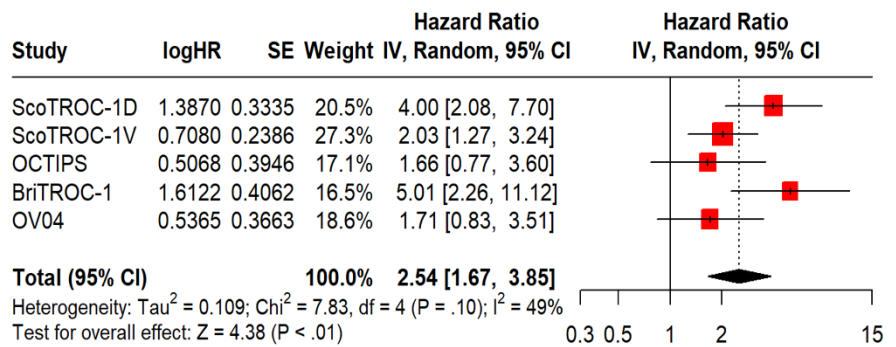 Hazard Ratio Hazard Ratio
Study logHR SE Weight IV, Random, 95% CI IV, Random, 95% CI
ScoTROC-1D 1.3870 0.3335 20.5% 4.00 [2.08, 7.70]
ScoTROC-1V 0.7080 0.2386 27.3% 2.03 [1.27, 3.24]
OCTIPS 0.5068 0.3946 17.1% 1.66 [0.77, 3.60]
BriTROC-1 1.6122 0.4062 16.5% 5.01 [2.26, 11.12]
OV04 0.5365 0.3663 18.6% 1.71 [0.83, 3.51]
Total (95% CI) 100.0% 2.54 [1.67, 3.85]
Heterogeneity: Tau² = 0.109; Chi² = 7.83, df = 4 (P = .10); I² = 49%
Test for overall effect: Z = 4.38 (P < .01)
0.3 0.5 1 2 15